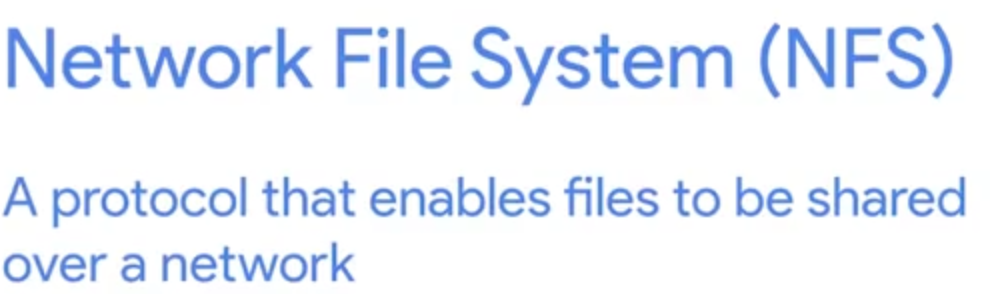 Network File System (NFS)
A protocol that enables files to be shared
over a network